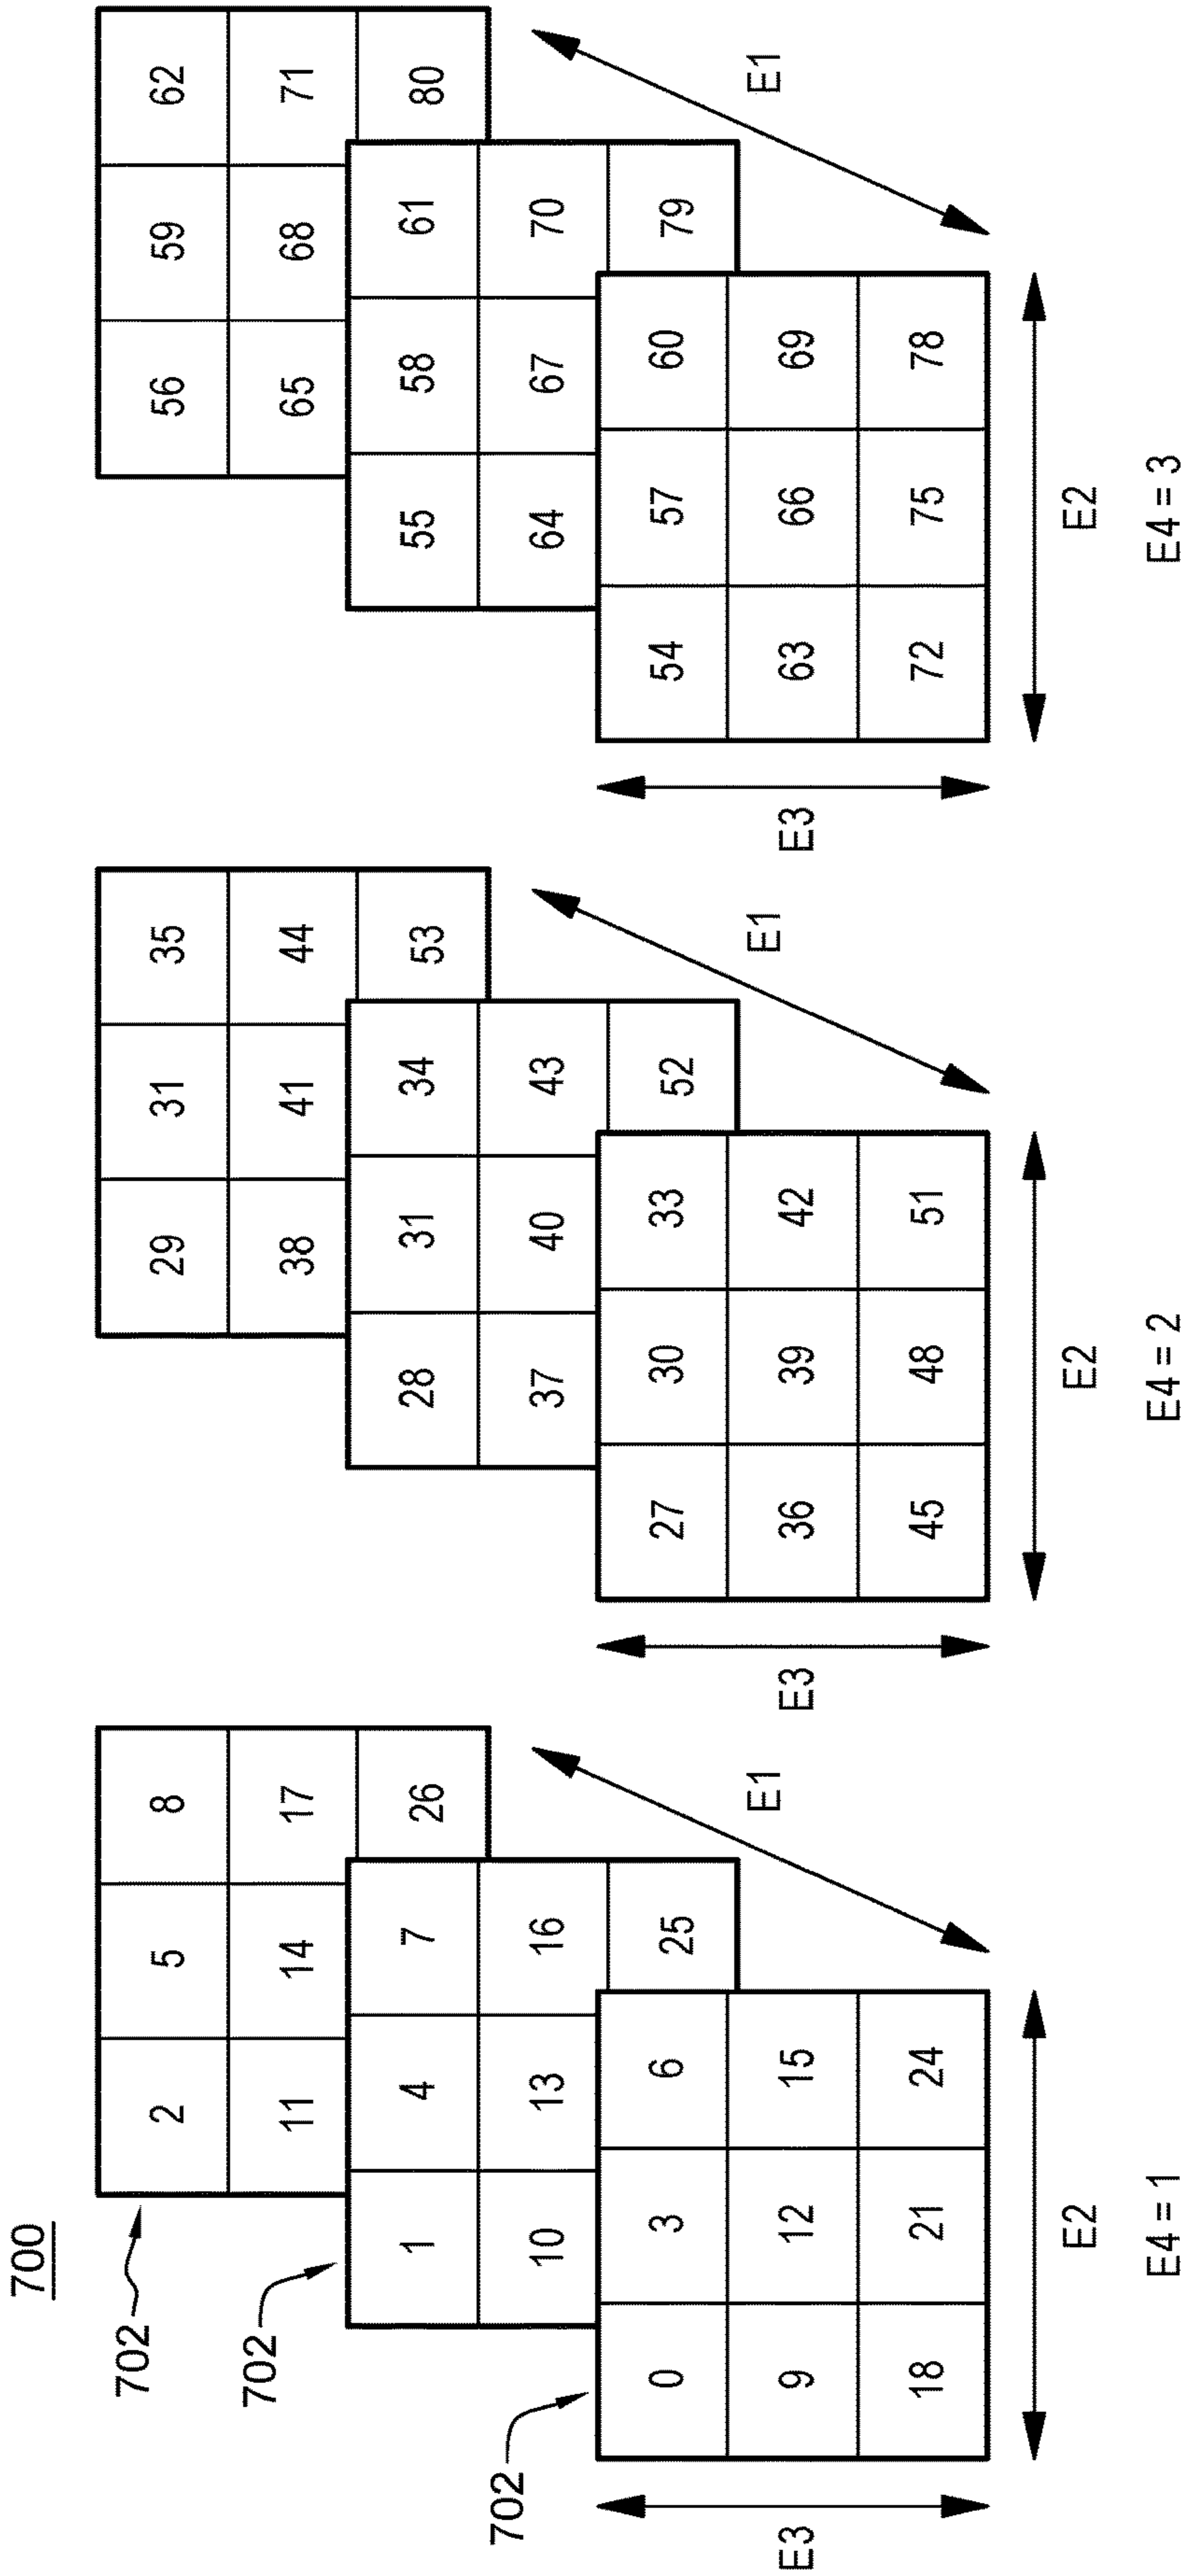 700
702
2 5 8
11 14 17
26
702
1 4 7
10 13 16
25
702
0 3 6
9 12 15
18 21 24
E3
E1
E2
E4 = 1
29 31 35
38 41 44
53
28 31 34
37 40 43
52
27 30 33
36 39 42
45 48 51
E3
E1
E2
E4 = 2
56 59 62
65 68 71
80
55 58 61
64 67 70
79
54 57 60
63 66 69
72 75 78
E3
E1
E2
E4 = 3